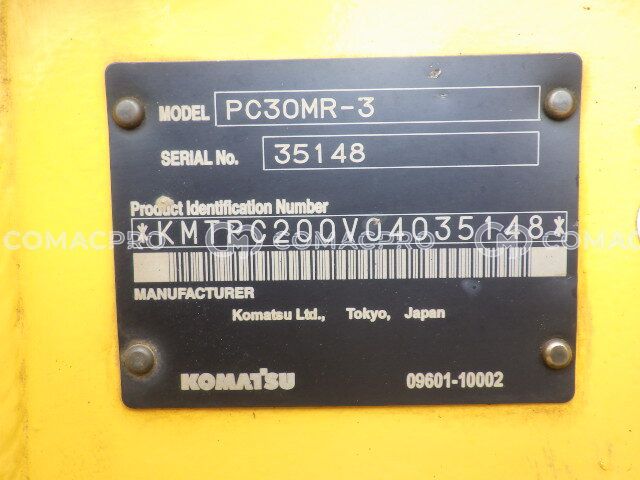 MODEL PC30MR-3
SERIAL No. 35148
Product Identification Number
*KMTPC200V04035148*
COMACPRO COMACPRO
MANUFACTURER
Komatsu Ltd., Tokyo, Japan
KOMATSU 09601-10002